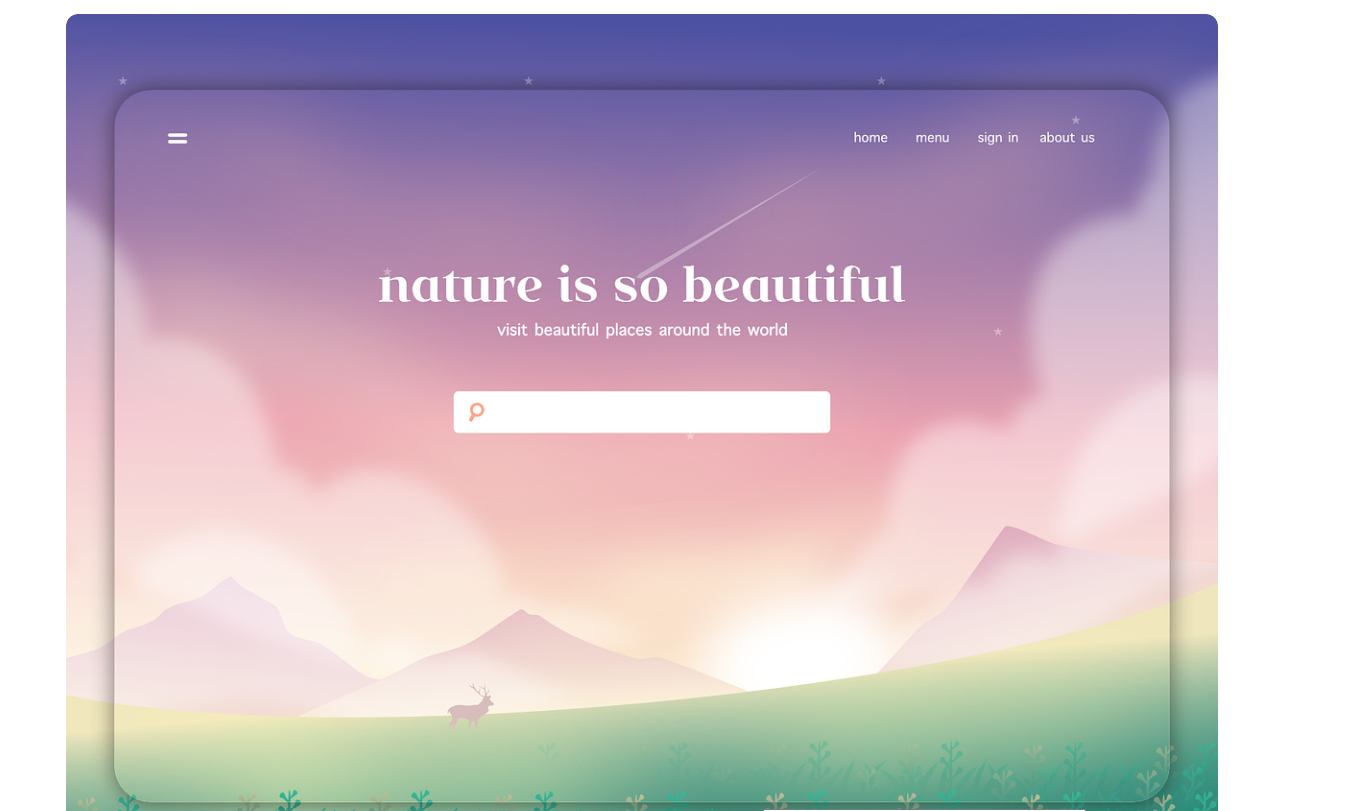 home menu sign in about us
nature is so beautiful
visit beautiful places around the world